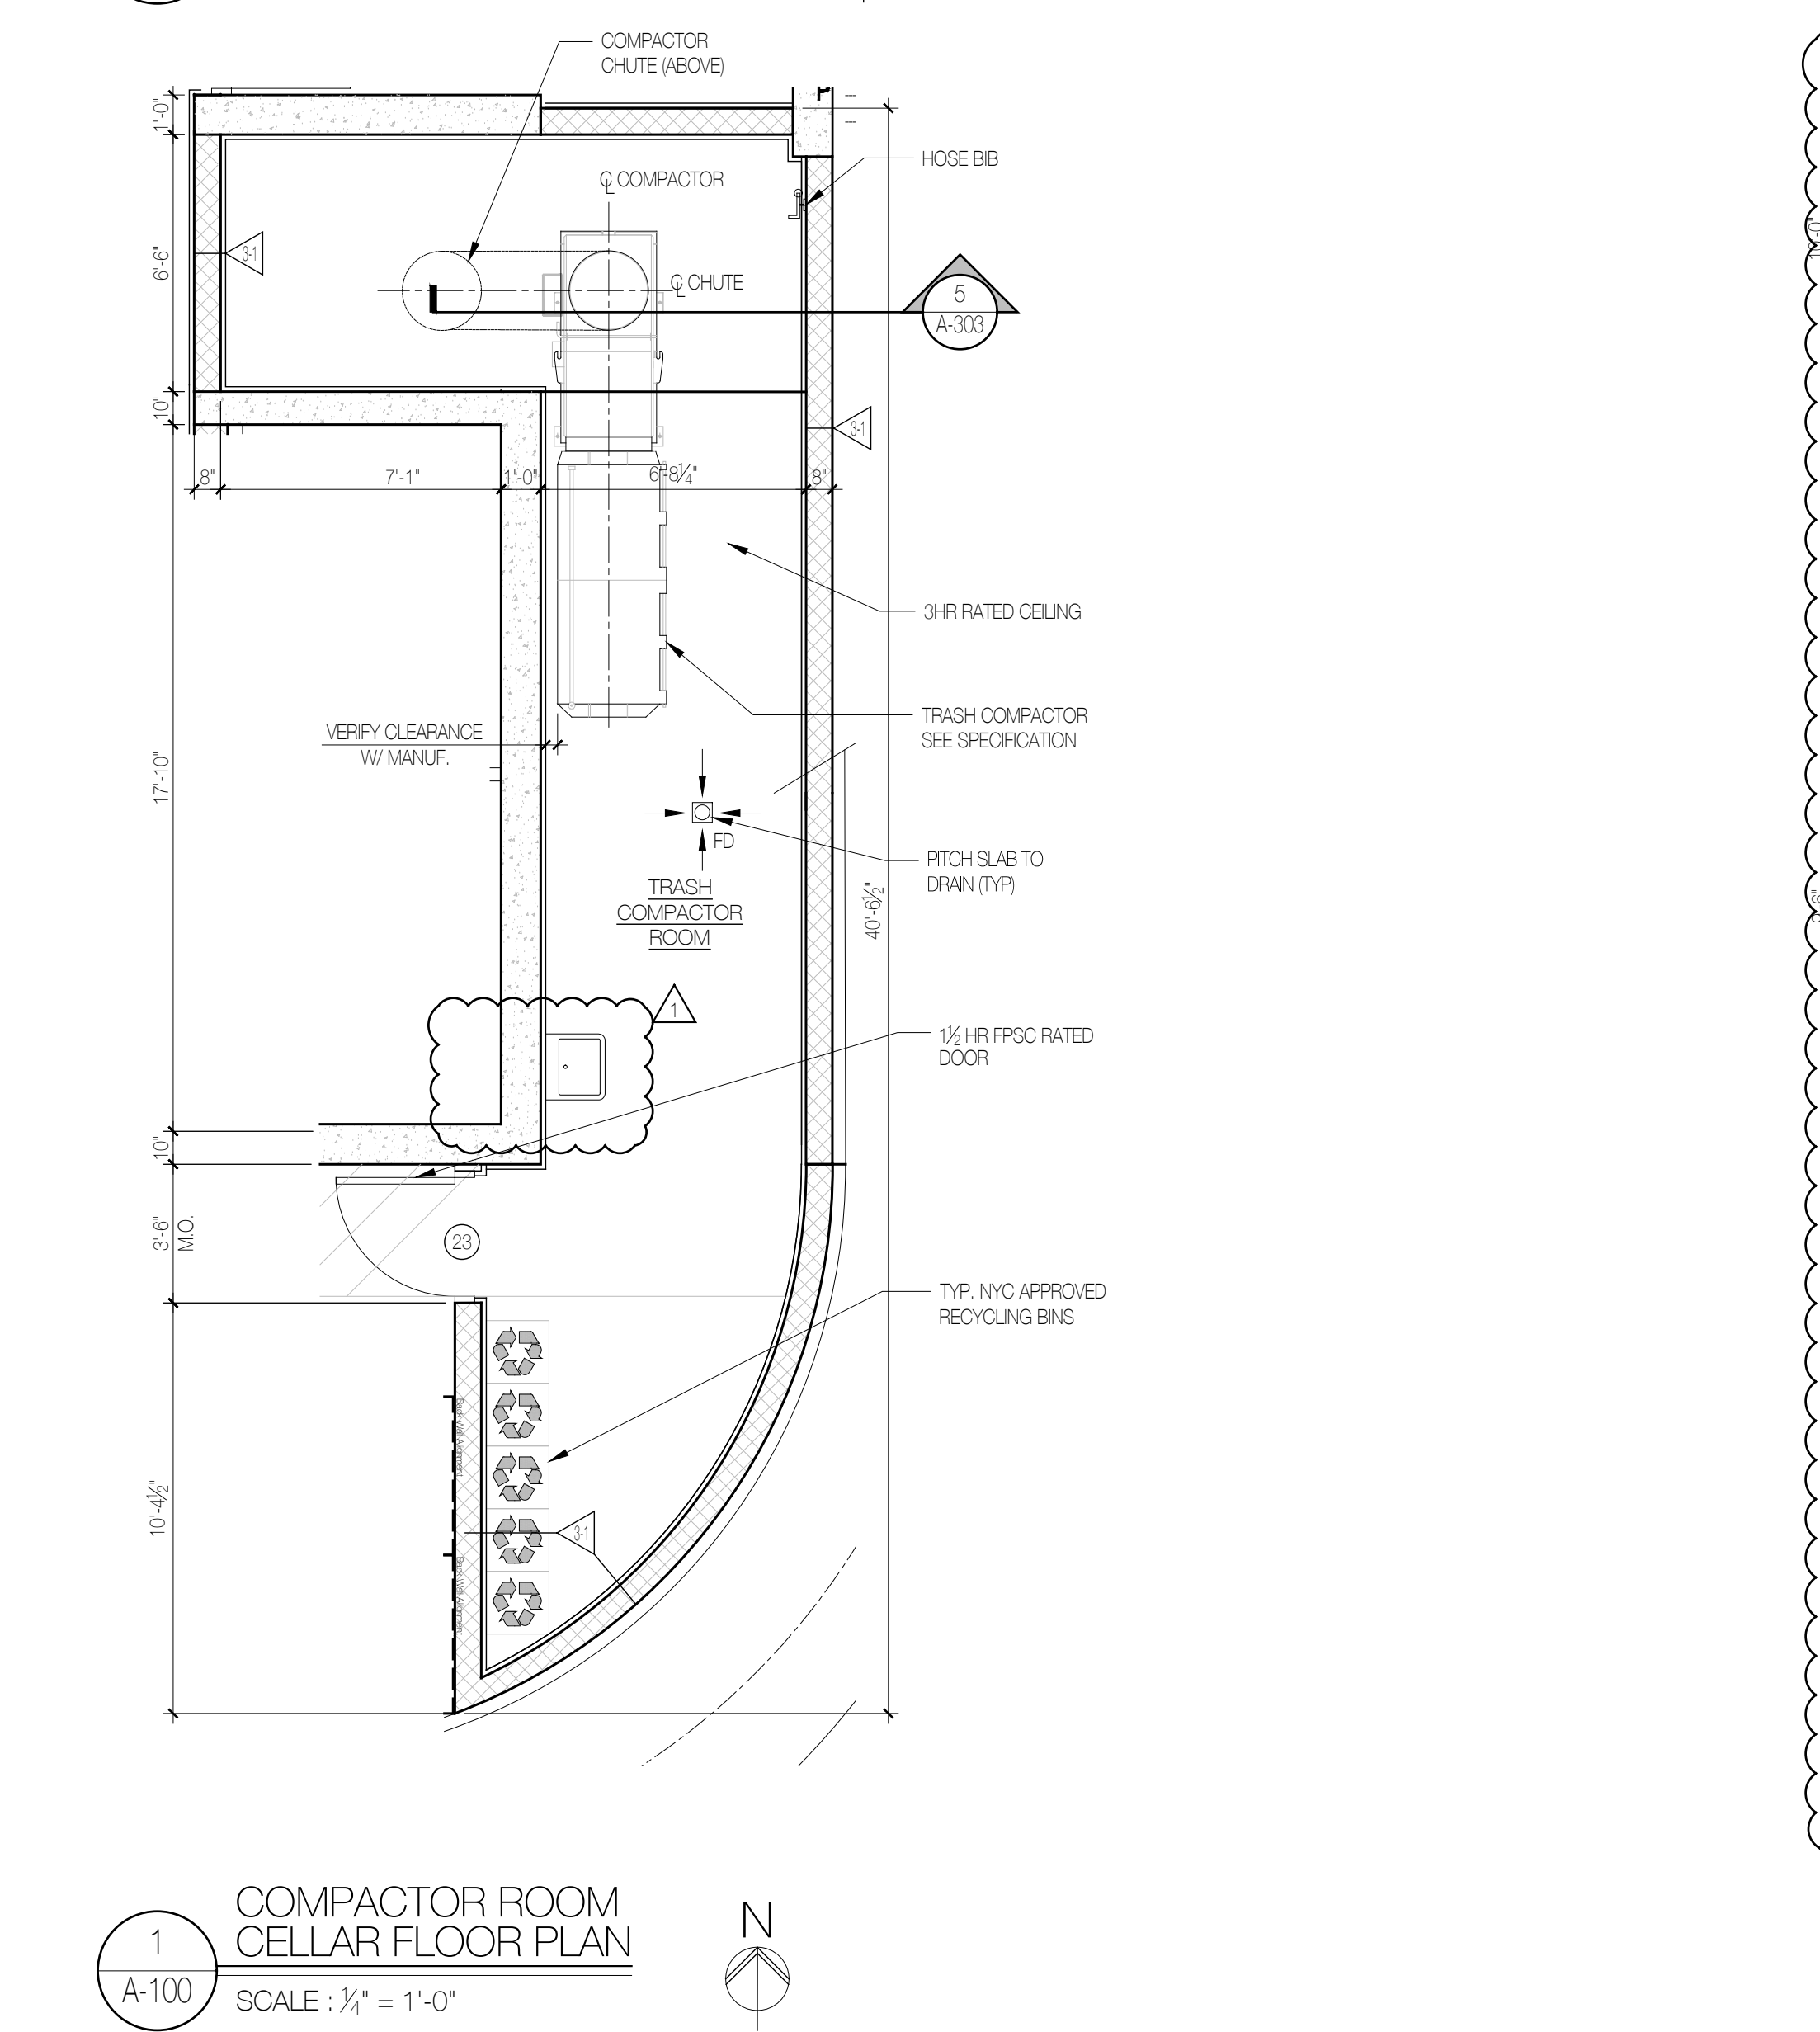 COMPACTOR
CHUTE (ABOVE)
1'-0"
HOSE BIB
℄ COMPACTOR
6'-6"
3-1
℄ CHUTE
5
A-303
10"
3-1
8"
7'-1"
1'-0"
6'-8¼"
8"
3HR RATED CEILING
TRASH COMPACTOR
SEE SPECIFICATION
VERIFY CLEARANCE
W/ MANUF.
17'-10"
FD
PITCH SLAB TO
DRAIN (TYP)
TRASH
COMPACTOR
ROOM
40'-6½"
1
1½ HR FPSC RATED
DOOR
10"
3'-6"
M.O.
23
TYP. NYC APPROVED
RECYCLING BINS
10'-4½"
3-1
COMPACTOR ROOM
CELLAR FLOOR PLAN
1
A-100
SCALE : ¼" = 1'-0"
N